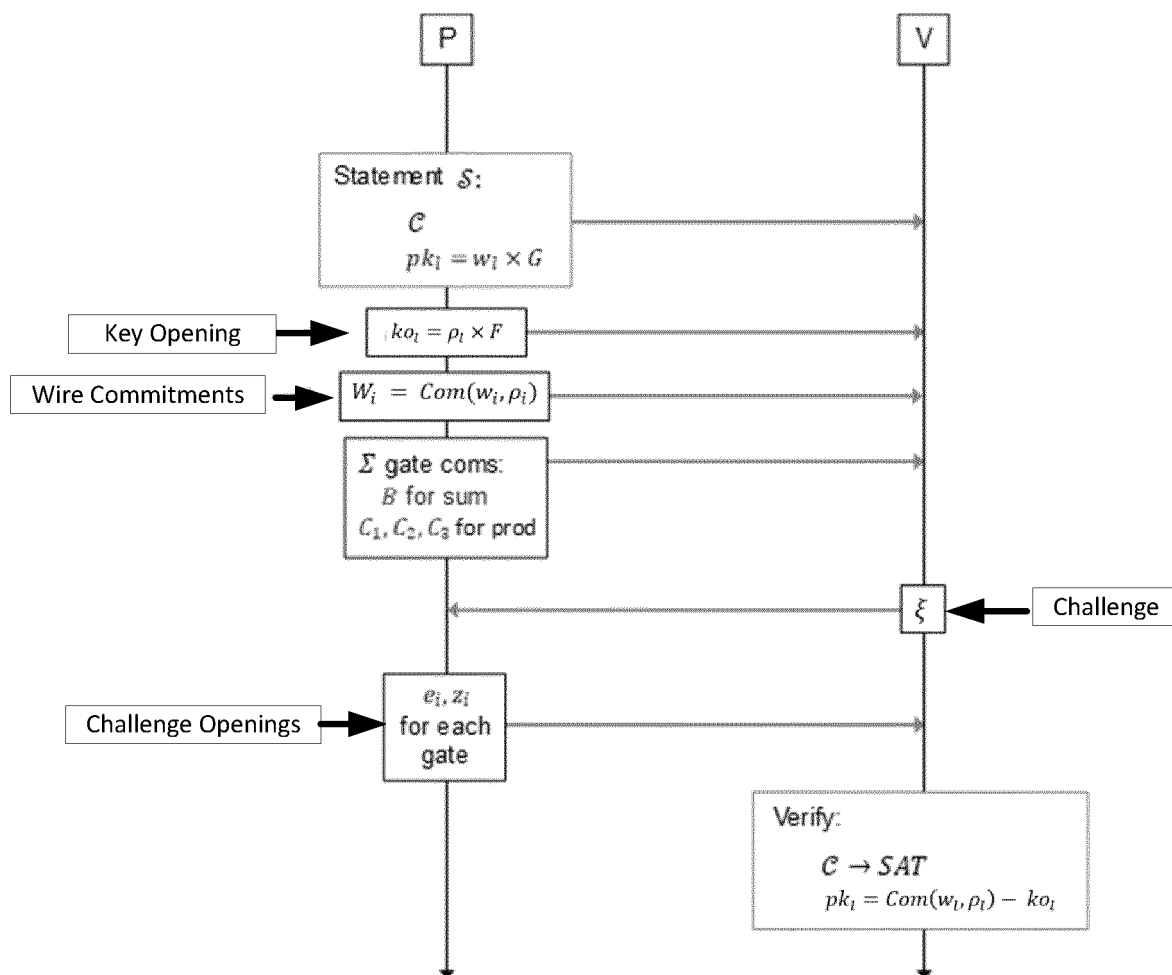 P
V
Statement 𝒮:
𝒞
pk_l = w_l × G
Key Opening
ko_l = ρ_l × F
Wire Commitments
W_i = Com(w_i, ρ_i)
Σ gate coms:
B for sum
C_1, C_2, C_3 for prod
ξ
Challenge
e_i, z_i
for each
gate
Challenge Openings
Verify:
𝒞 → SAT
pk_l = Com(w_l, ρ_l) − ko_l